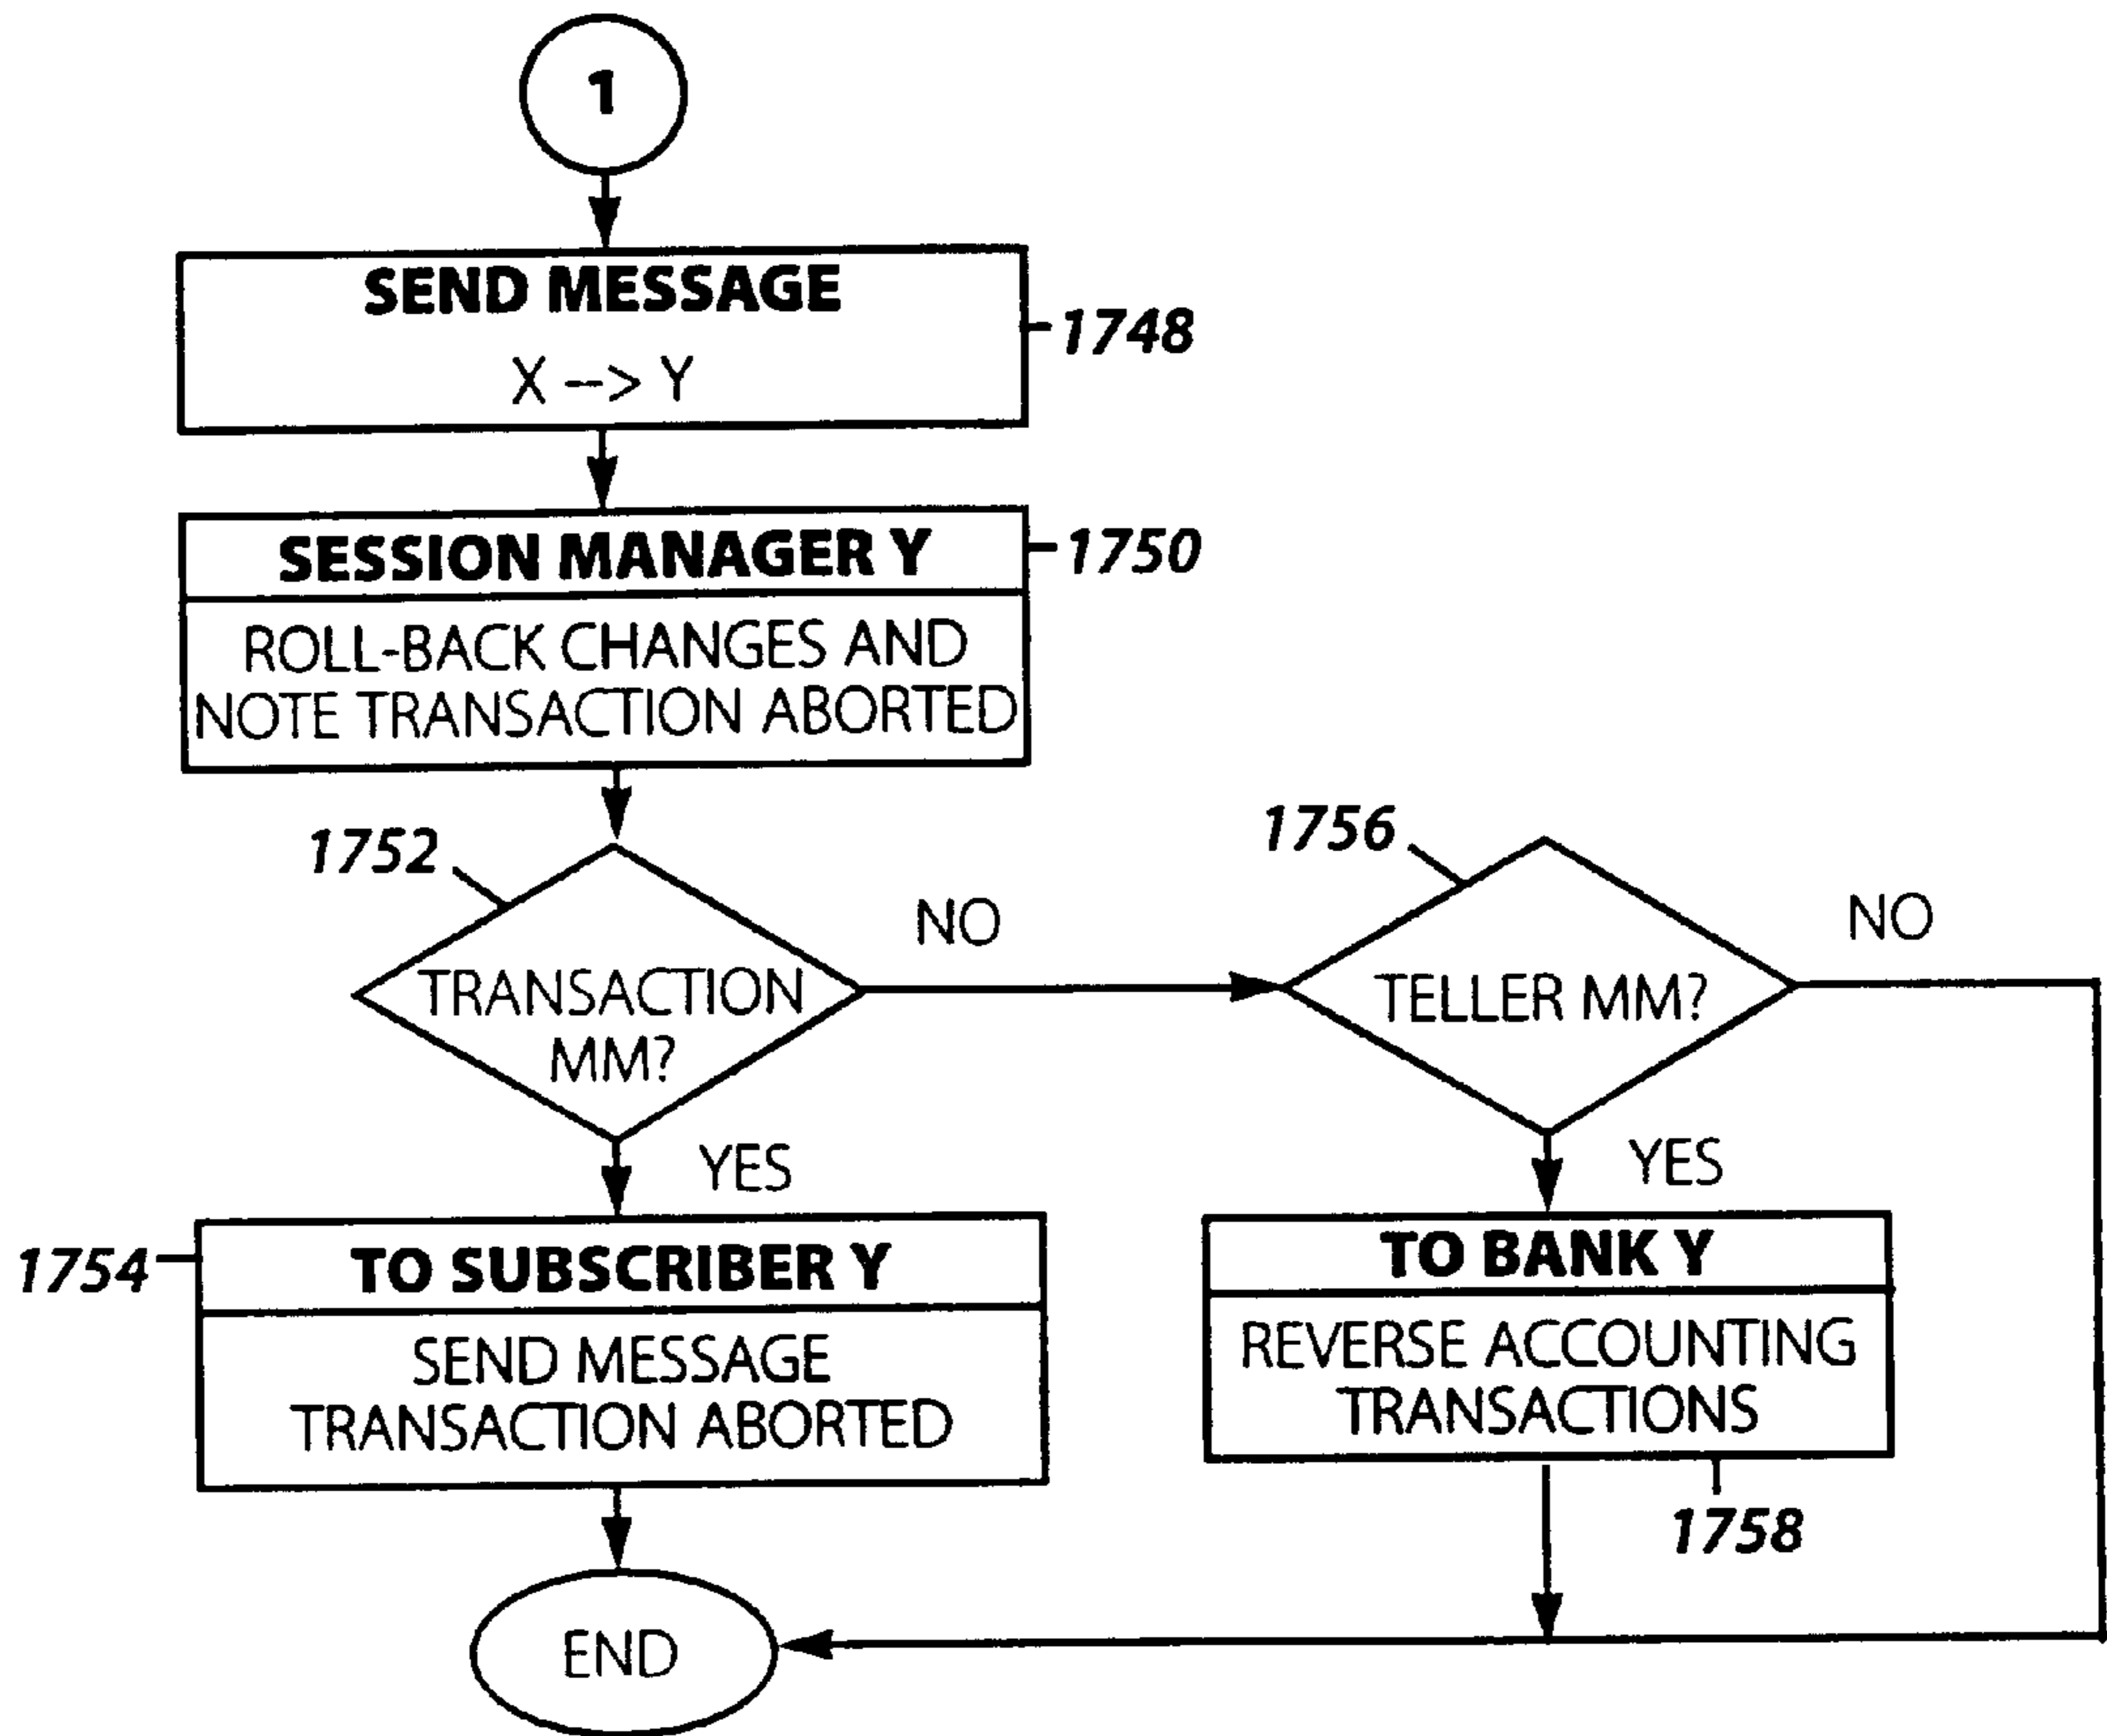 1
SEND MESSAGE
1748
X --> Y
SESSION MANAGER Y
1750
ROLL-BACK CHANGES AND
NOTE TRANSACTION ABORTED
1752
1756
NO
NO
TRANSACTION
MM?
TELLER MM?
YES
YES
1754
TO SUBSCRIBER Y
TO BANK Y
SEND MESSAGE
TRANSACTION ABORTED
REVERSE ACCOUNTING
TRANSACTIONS
1758
END